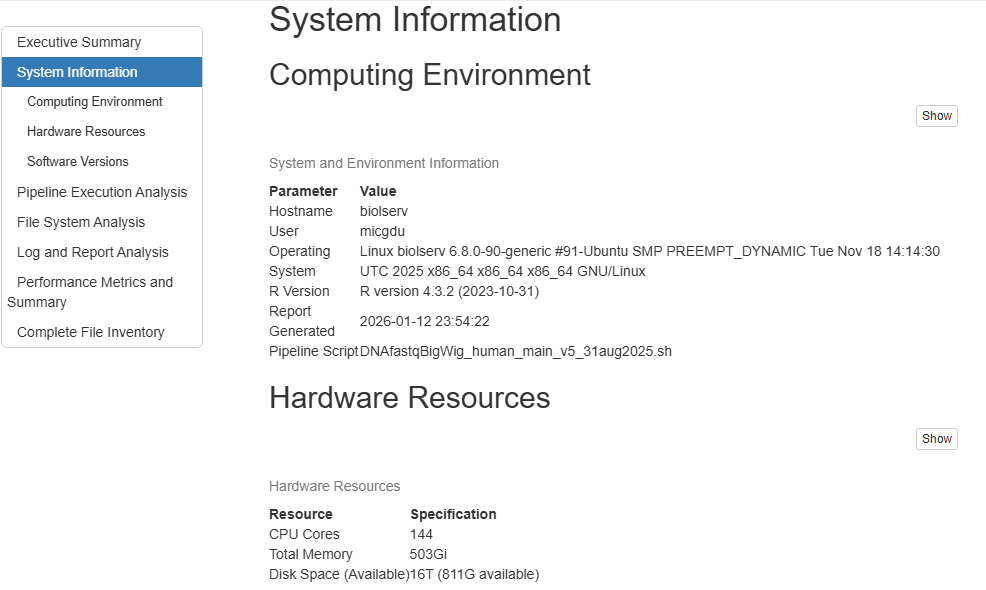 Executive Summary
System Information
Computing Environment
Hardware Resources
Software Versions
Pipeline Execution Analysis
File System Analysis
Log and Report Analysis
Performance Metrics and
Summary
Complete File Inventory
System Information
Computing Environment
Show
System and Environment Information
Parameter Value
Hostname biolserv
User micgdu
Operating Linux biolserv 6.8.0-90-generic #91-Ubuntu SMP PREEMPT_DYNAMIC Tue Nov 18 14:14:30
System UTC 2025 x86_64 x86_64 x86_64 GNU/Linux
R Version R version 4.3.2 (2023-10-31)
Report
Generated 2026-01-12 23:54:22
Pipeline Script DNAfastqBigWig_human_main_v5_31aug2025.sh
Hardware Resources
Show
Hardware Resources
Resource Specification
CPU Cores 144
Total Memory 503Gi
Disk Space (Available) 16T (811G available)